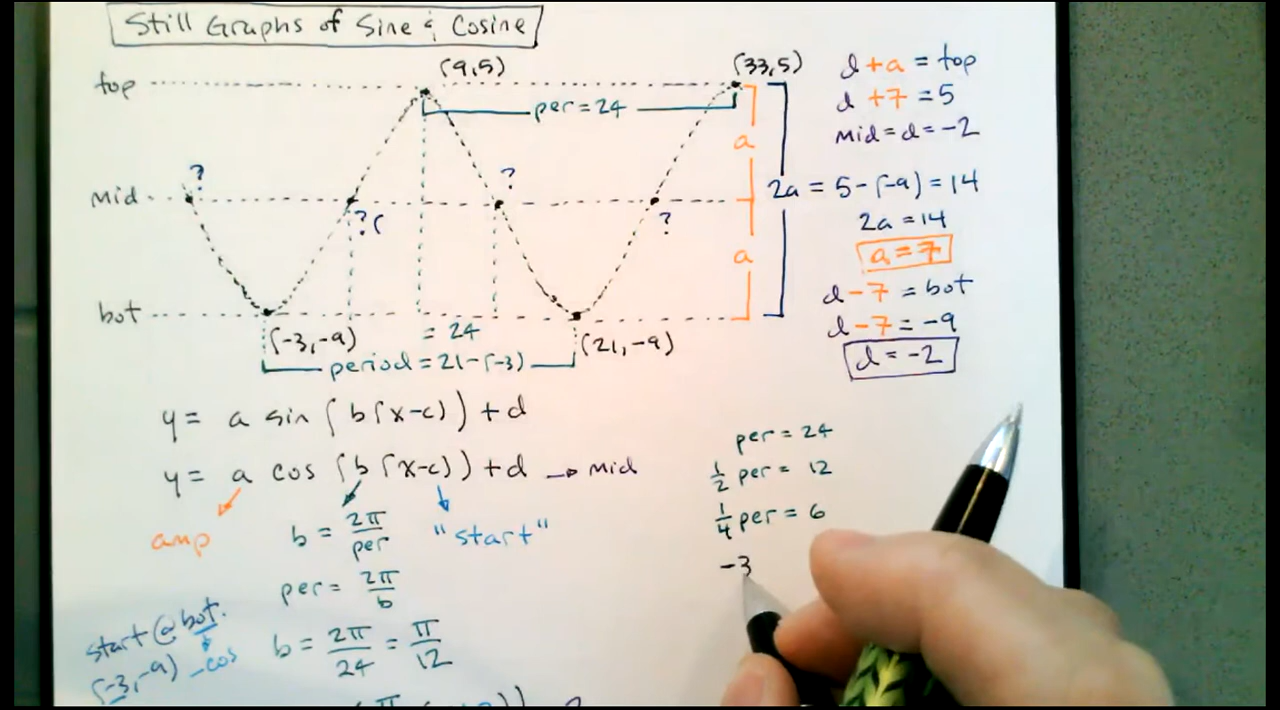 Still Graphs of Sine & Cosine
top (9,5) (33,5)
per = 24
a
? ?
mid
?( ?
a
bot
= 24
(-3,-9) (21,-9)
period = 21-(-3)
d + a = top
d + 7 = 5
mid = d = -2
2a = 5-(-9) = 14
2a = 14
a = 7
d - 7 = bot
d - 7 = -9
d = -2
y = a sin (b(x-c)) + d
y = a cos (b(x-c)) + d → mid
amp
b = 2π/per
"start"
per = 2π/b
b = 2π/24 = π/12
start @ bot.
(-3,-9) -cos
per = 24
1/2 per = 12
1/4 per = 6
-3